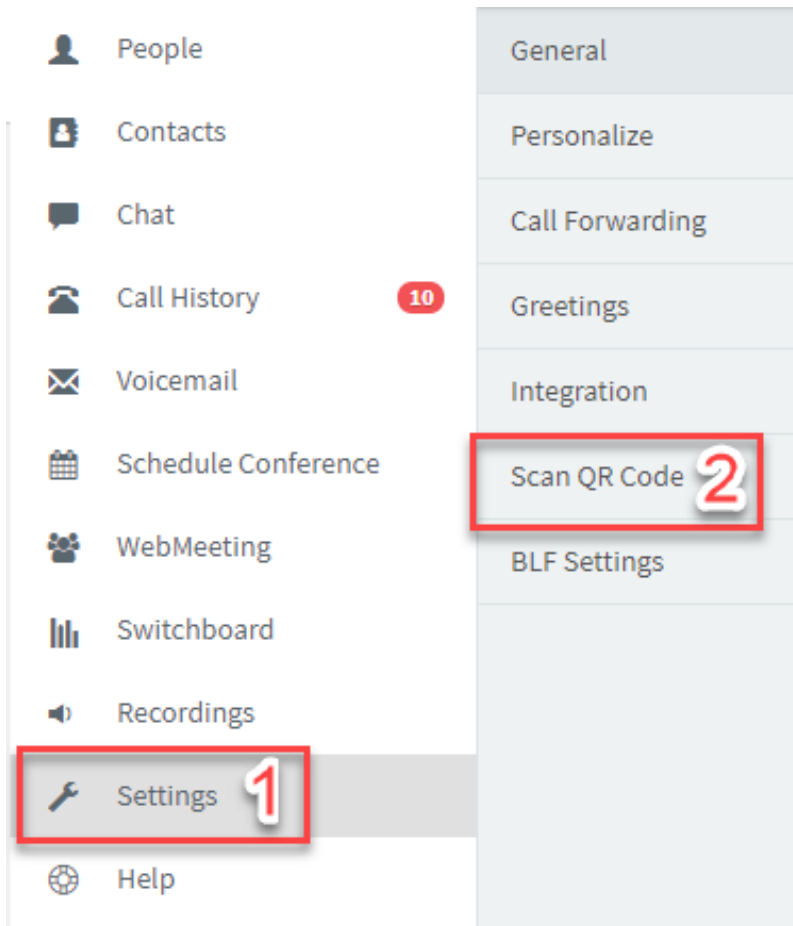 People
Contacts
Chat
Call History 10
Voicemail
Schedule Conference
WebMeeting
Switchboard
Recordings
Settings 1
Help
General
Personalize
Call Forwarding
Greetings
Integration
Scan QR Code 2
BLF Settings